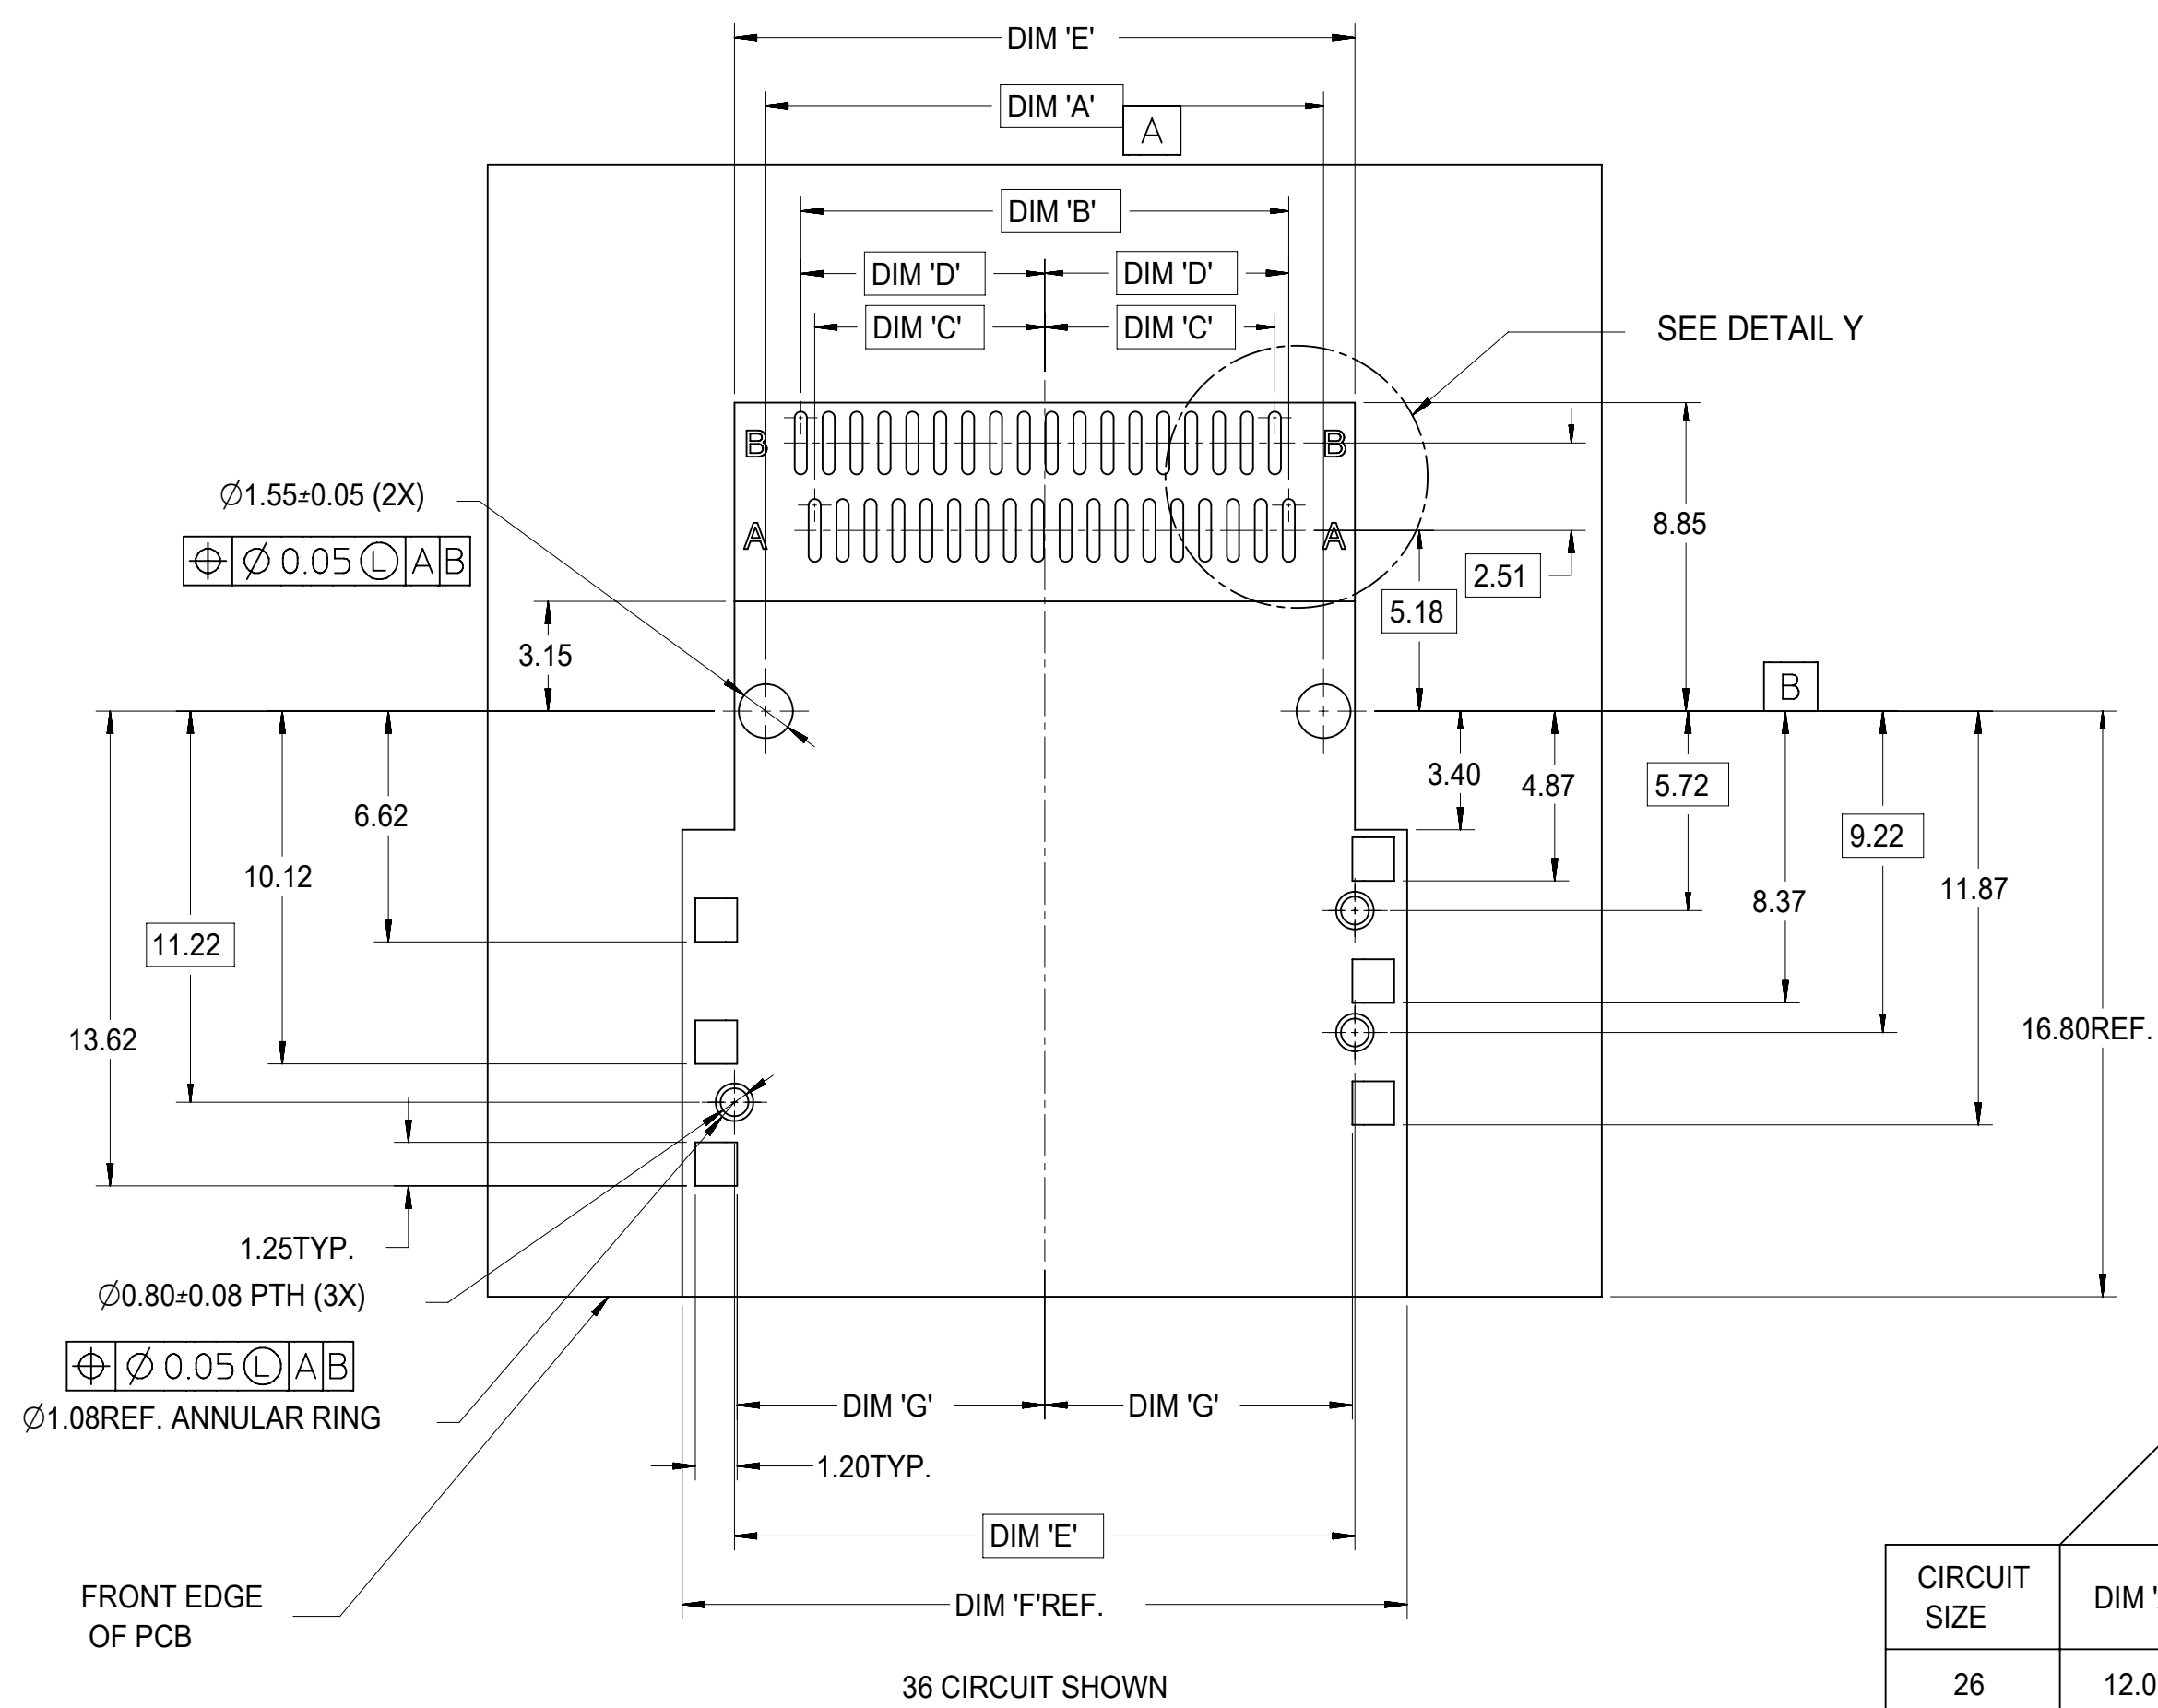 DIM 'E'
DIM 'A'
A
DIM 'B'
DIM 'D' DIM 'D'
DIM 'C' DIM 'C'
SEE DETAIL Y
B B
A A
Ø1.55±0.05 (2X)
⌖ Ø 0.05 Ⓛ A B
8.85
2.51
5.18
3.15
B
3.40
4.87
5.72
6.62
9.22
10.12
11.87
8.37
11.22
13.62
16.80REF.
1.25TYP.
Ø0.80±0.08 PTH (3X)
⌖ Ø 0.05 Ⓛ A B
Ø1.08REF. ANNULAR RING
DIM 'G' DIM 'G'
1.20TYP.
DIM 'E'
DIM 'F'REF.
FRONT EDGE
OF PCB
36 CIRCUIT SHOWN
CIRCUIT
SIZE
DIM '
26 12.0